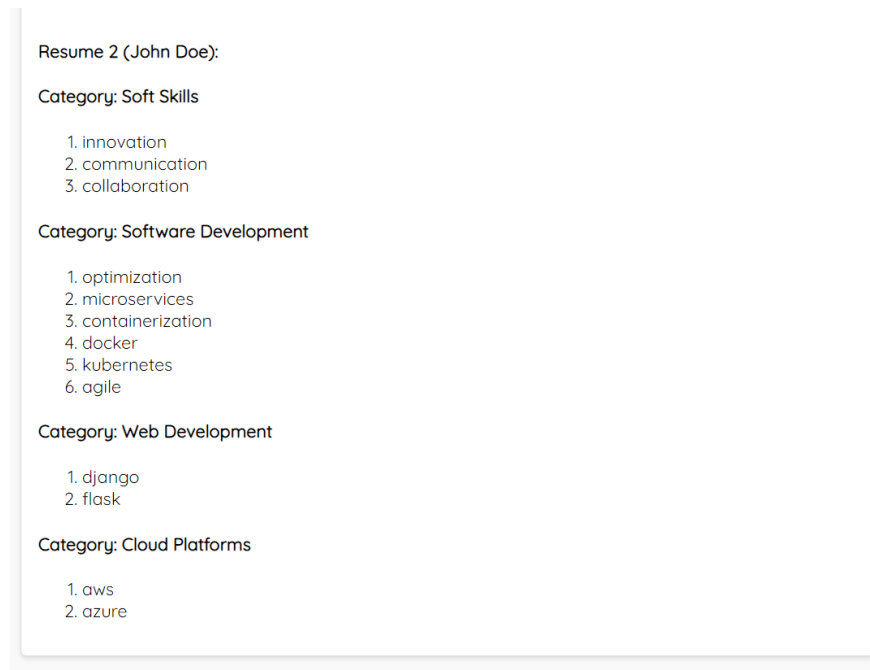 Resume 2 (John Doe):
Category: Soft Skills
1. innovation
2. communication
3. collaboration
Category: Software Development
1. optimization
2. microservices
3. containerization
4. docker
5. kubernetes
6. agile
Category: Web Development
1. django
2. flask
Category: Cloud Platforms
1. aws
2. azure